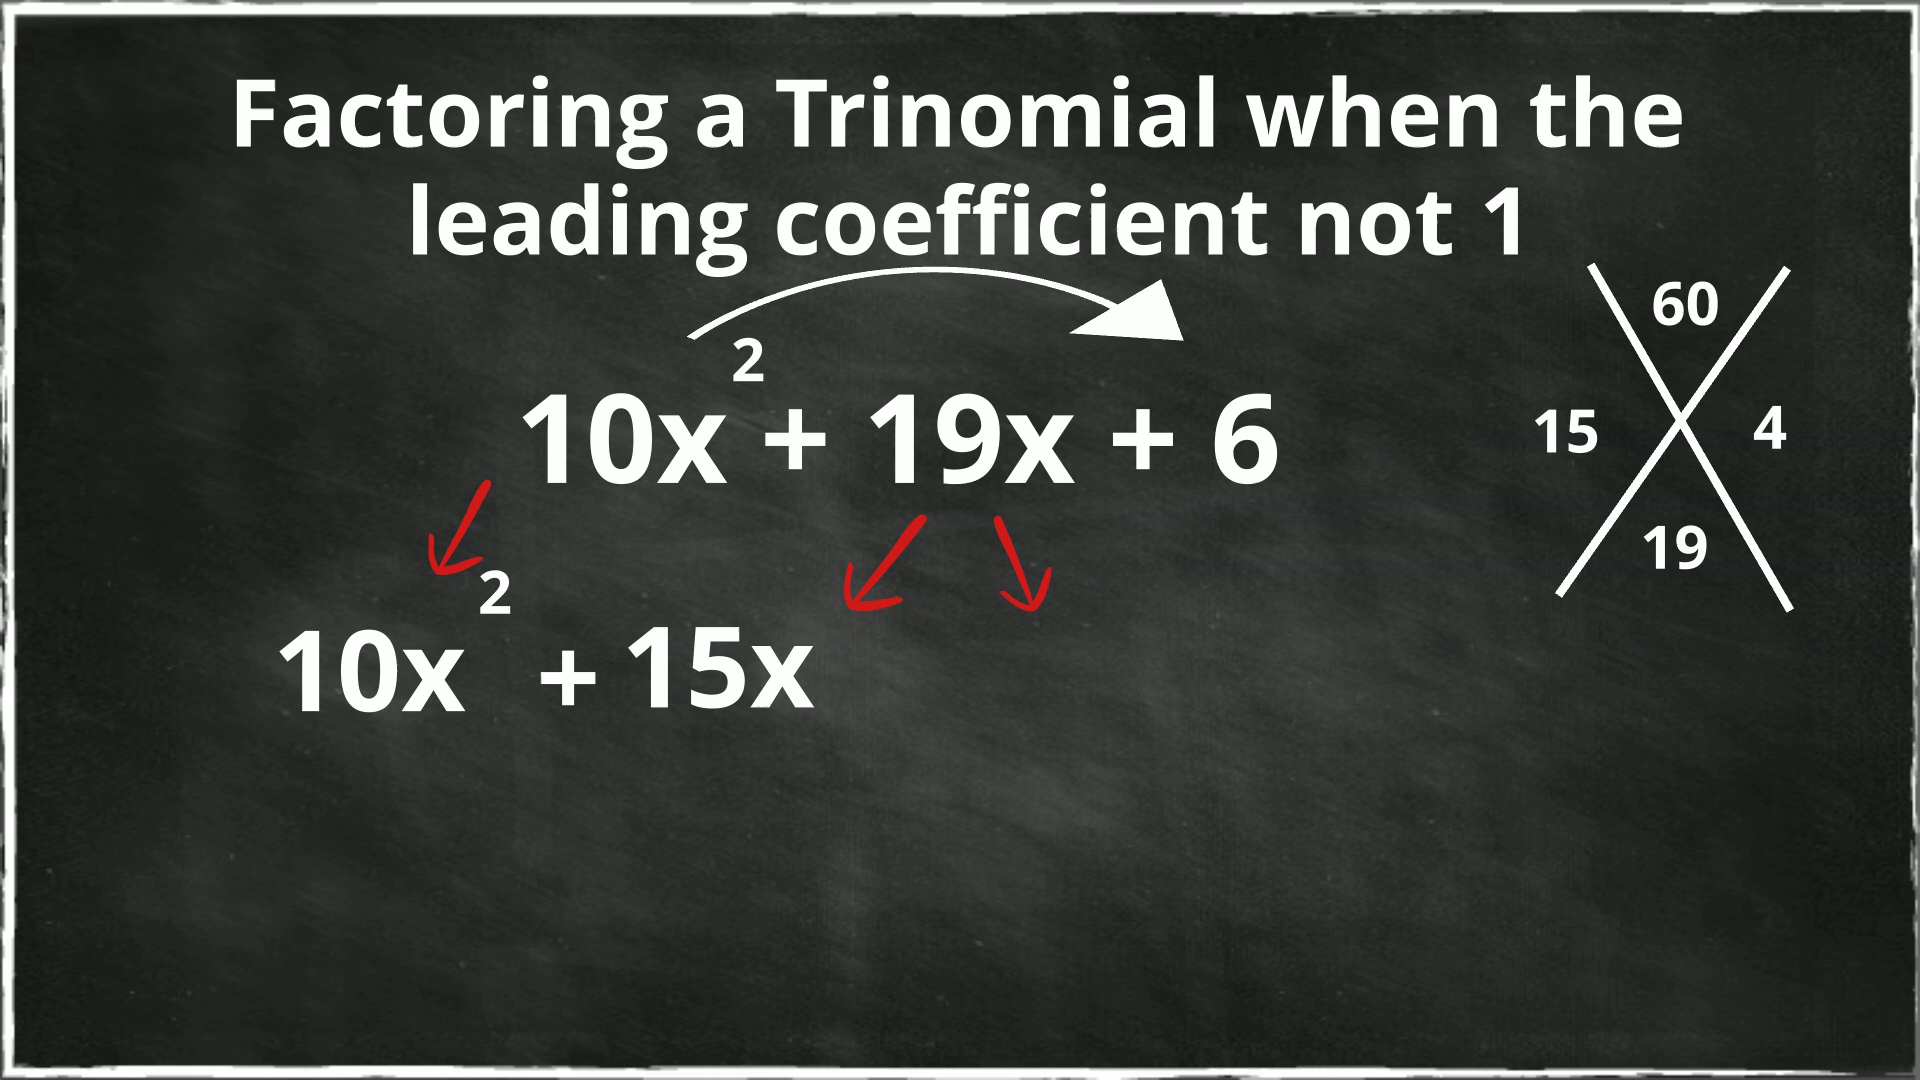 Factoring a Trinomial when the
leading coefficient not 1
10x² + 19x + 6
60
15 4
19
10x² + 15x